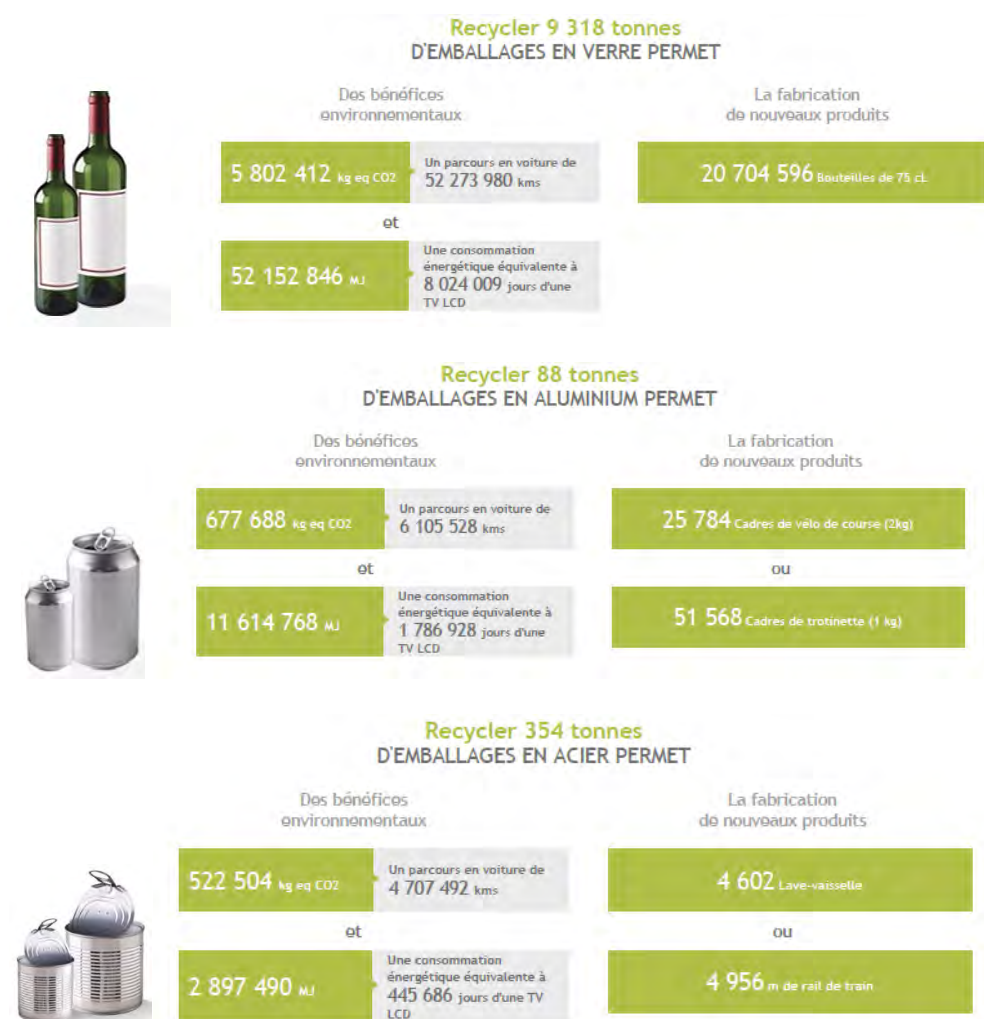 Recycler 9 318 tonnes
D'EMBALLAGES EN VERRE PERMET
Des bénéfices
environnementaux
La fabrication
de nouveaux produits
5 802 412 kg eq CO2
Un parcours en voiture de
52 273 980 kms
20 704 596 Bouteilles de 75 cL
et
52 152 846 MJ
Une consommation
énergétique équivalente à
8 024 009 jours d'une
TV LCD
Recycler 88 tonnes
D'EMBALLAGES EN ALUMINIUM PERMET
Des bénéfices
environnementaux
La fabrication
de nouveaux produits
677 688 kg eq CO2
Un parcours en voiture de
6 105 528 kms
25 784 Cadres de vélo de course (2kg)
et
ou
11 614 768 MJ
Une consommation
énergétique équivalente à
1 786 928 jours d'une
TV LCD
51 568 Cadres de trotinette (1 kg)
Recycler 354 tonnes
D'EMBALLAGES EN ACIER PERMET
Des bénéfices
environnementaux
La fabrication
de nouveaux produits
522 504 kg eq CO2
Un parcours en voiture de
4 707 492 kms
4 602 Lave-vaisselle
et
ou
2 897 490 MJ
Une consommation
énergétique équivalente à
445 686 jours d'une TV
LCD
4 956 m de rail de train